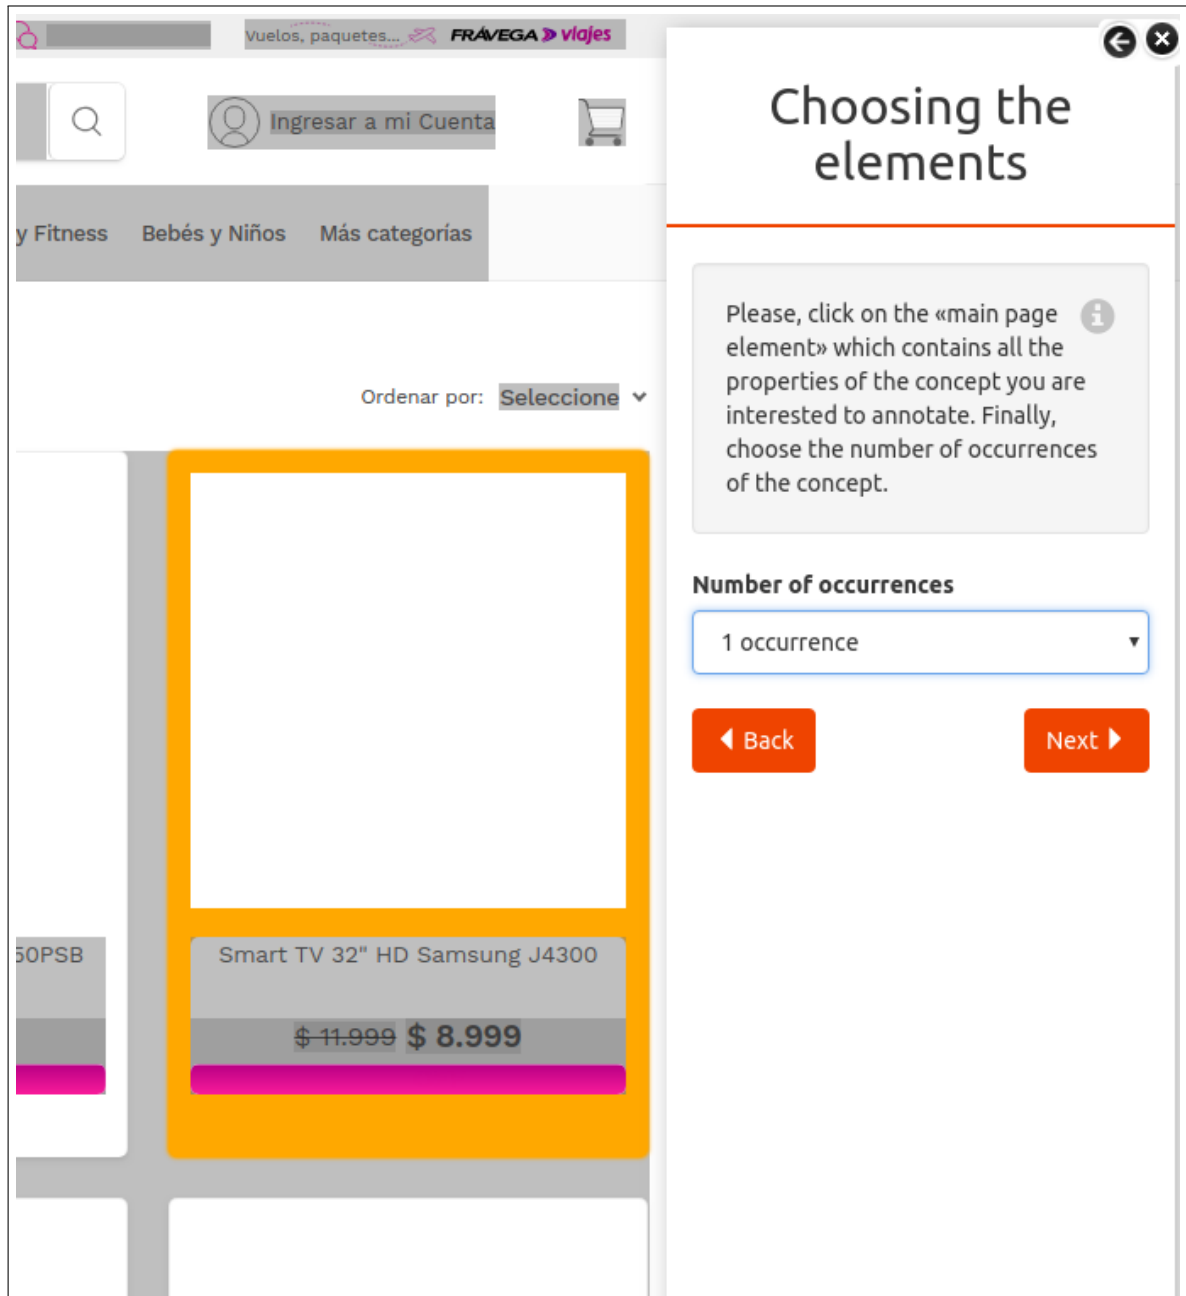 Vuelos, paquetes... FRÁVEGA viajes
Ingresar a mi Cuenta
y Fitness Bebés y Niños Más categorías
Ordenar por: Seleccione
50PSB
Smart TV 32" HD Samsung J4300
$ 11.999 $ 8.999
Choosing the
elements
Please, click on the «main page
element» which contains all the
properties of the concept you are
interested to annotate. Finally,
choose the number of occurrences
of the concept.
Number of occurrences
1 occurrence
Back Next